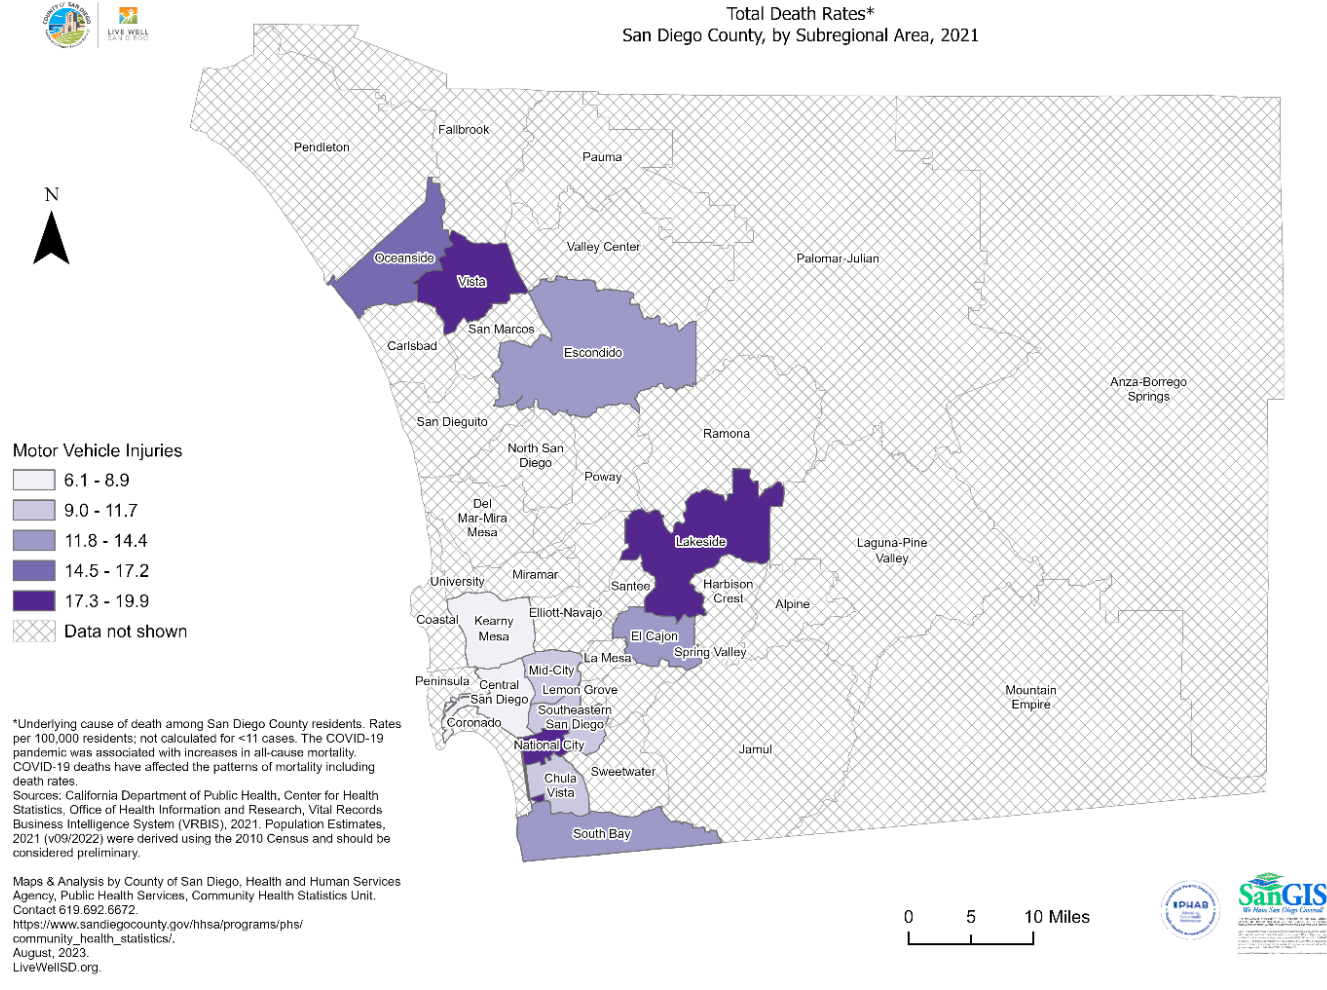 COUNTY OF SAN DIEGO
LIVE WELL
SAN DIEGO
Total Death Rates*
San Diego County, by Subregional Area, 2021
N
Pendleton
Fallbrook
Pauma
Valley Center
Palomar-Julian
Oceanside
Vista
San Marcos
Carlsbad
Escondido
Anza-Borrego
Springs
San Dieguito
Ramona
North San
Diego
Poway
Del
Mar-Mira
Mesa
Lakeside
Laguna-Pine
Valley
University
Miramar
Santee
Harbison
Crest
Alpine
Coastal
Kearny
Mesa
Elliott-Navajo
El Cajon
Spring Valley
La Mesa
Mid-City
Peninsula
Central
San Diego
Lemon Grove
Southeastern
San Diego
Coronado
National City
Mountain
Empire
Jamul
Sweetwater
Chula
Vista
South Bay
Motor Vehicle Injuries
6.1 - 8.9
9.0 - 11.7
11.8 - 14.4
14.5 - 17.2
17.3 - 19.9
Data not shown
*Underlying cause of death among San Diego County residents. Rates
per 100,000 residents; not calculated for <11 cases. The COVID-19
pandemic was associated with increases in all-cause mortality.
COVID-19 deaths have affected the patterns of mortality including
death rates.
Sources: California Department of Public Health, Center for Health
Statistics, Office of Health Information and Research, Vital Records
Business Intelligence System (VRBIS), 2021. Population Estimates,
2021 (v09/2022) were derived using the 2010 Census and should be
considered preliminary.
Maps & Analysis by County of San Diego, Health and Human Services
Agency, Public Health Services, Community Health Statistics Unit.
Contact 619.692.6672.
https://www.sandiegocounty.gov/hhsa/programs/phs/
community_health_statistics/.
August, 2023.
LiveWellSD.org.
0 5 10 Miles
PHAB
SanGIS
We Have San Diego Covered!